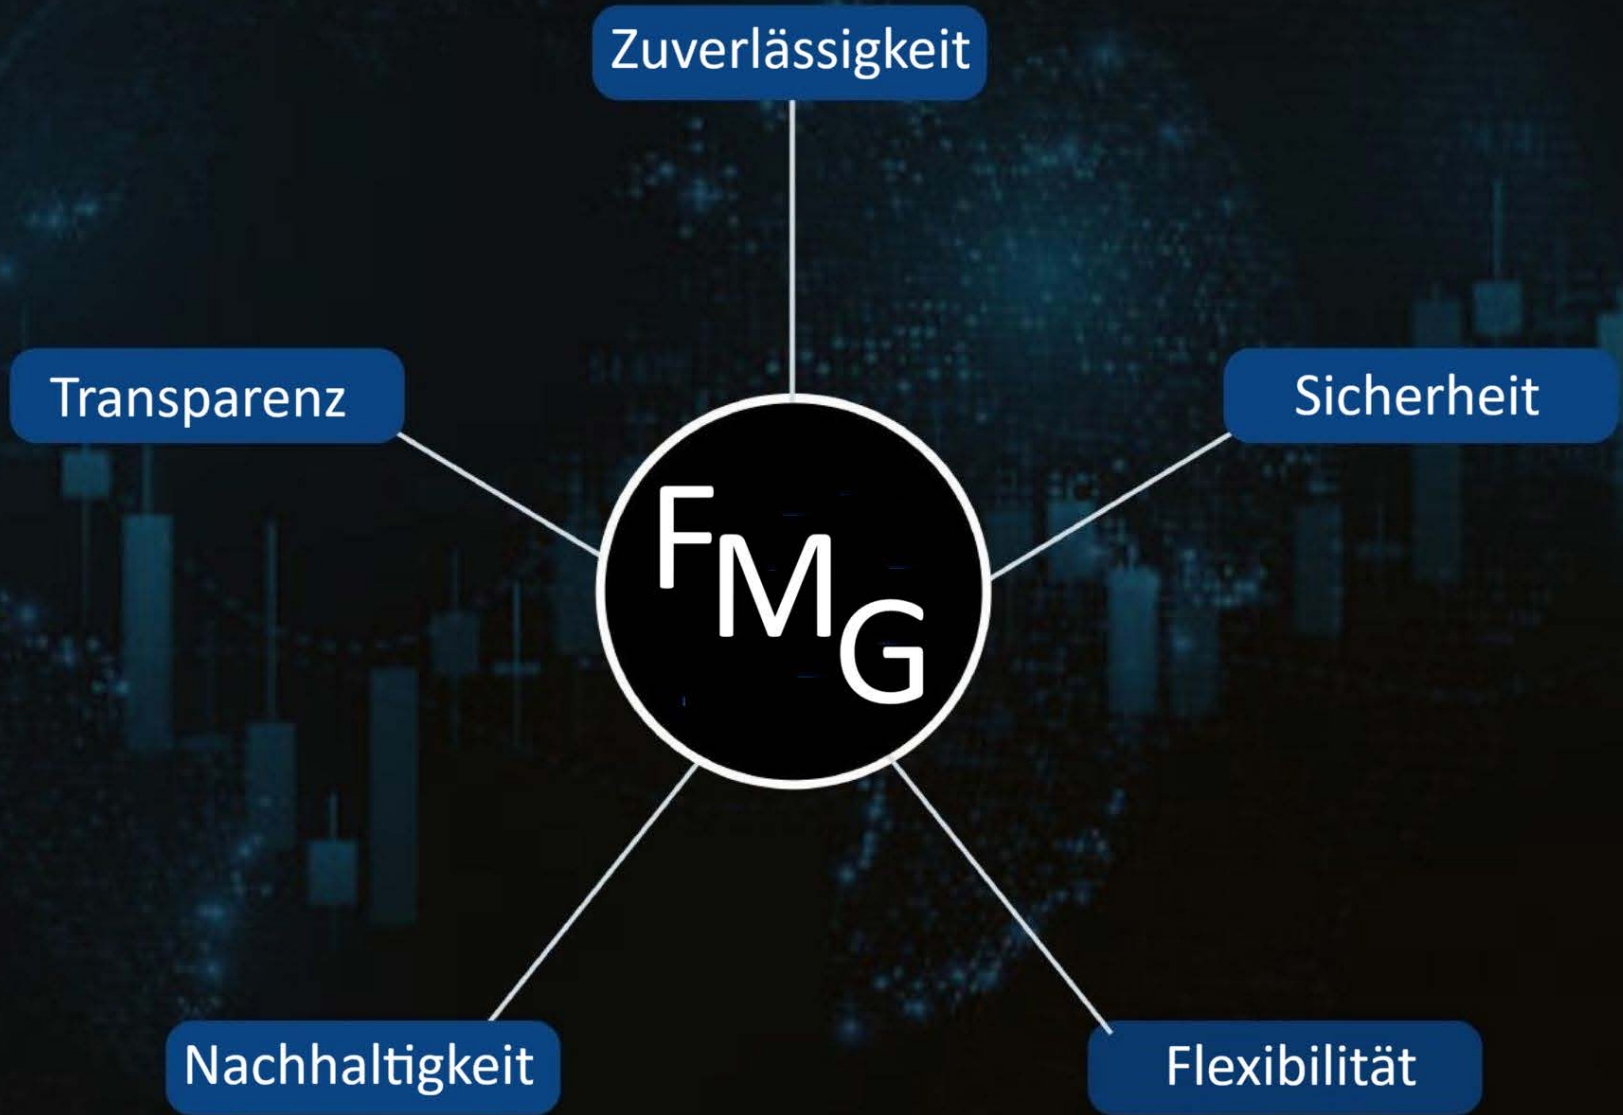 Zuverlässigkeit
Transparenz
Sicherheit
FMG
Nachhaltigkeit
Flexibilität